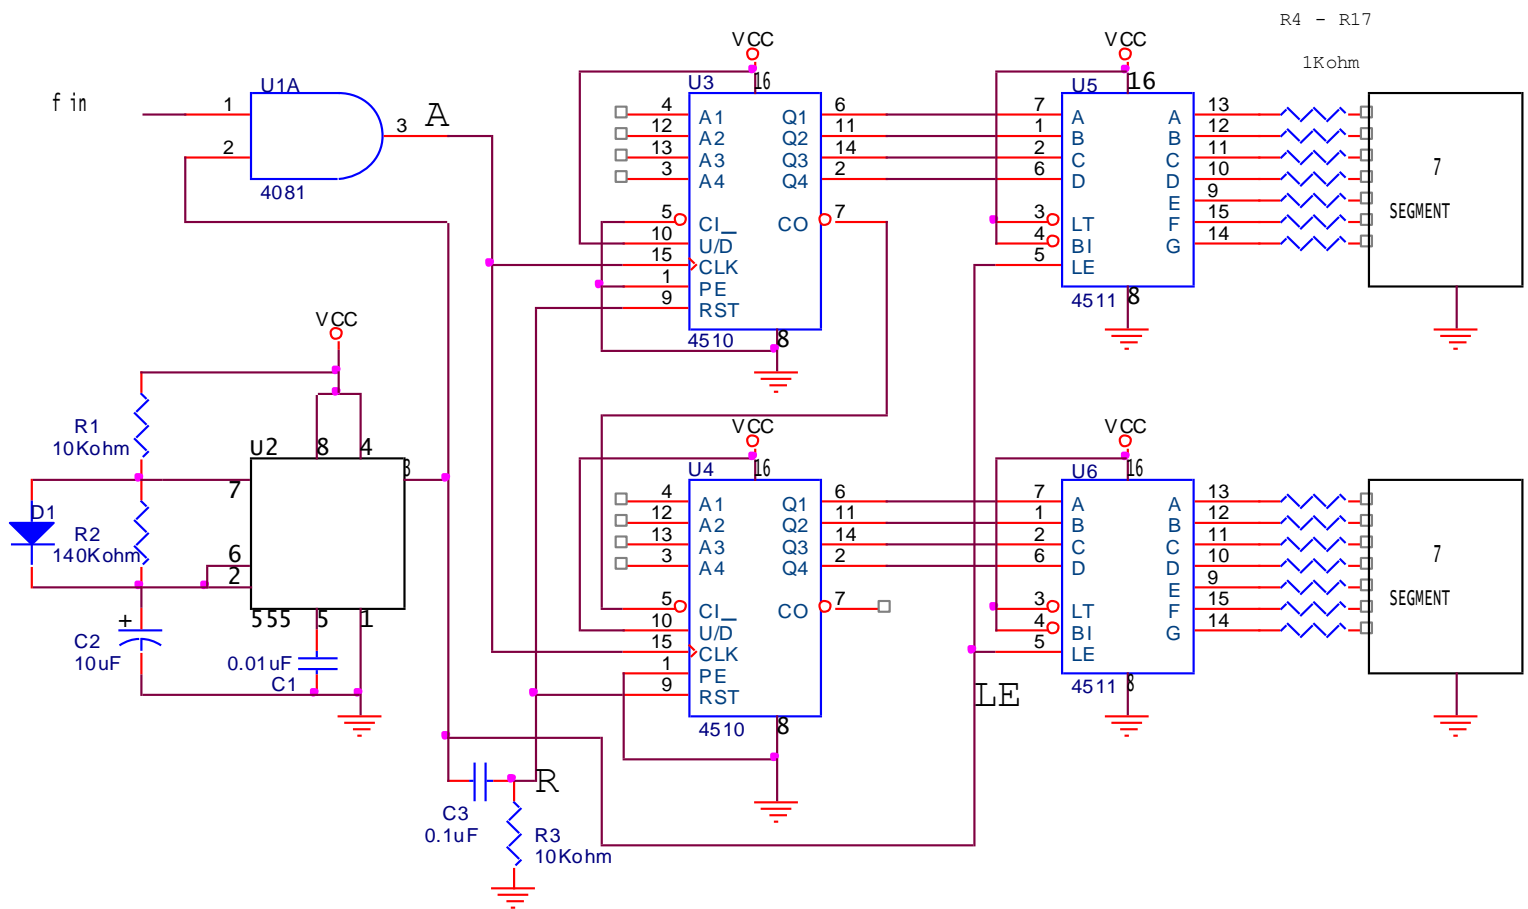 R4 - R17
1Kohm
f in
U1A
1
2
3
4081
A
VCC
U3
16
4
12
13
3
5
10
15
1
9
A1
A2
A3
A4
CI
U/D
CLK
PE
RST
Q1
Q2
Q3
Q4
CO
6
11
14
2
7
4510
8
VCC
U5
16
7
1
2
6
3
4
5
A
B
C
D
LT
BI
LE
A
B
C
D
E
F
G
13
12
11
10
9
15
14
4511
8
7
SEGMENT
VCC
R1
10Kohm
U2
8
4
3
7
6
2
D1
R2
140Kohm
555
5
1
C2
10uF
+
0.01uF
C1
VCC
U4
16
4
12
13
3
5
10
15
1
9
A1
A2
A3
A4
CI
U/D
CLK
PE
RST
Q1
Q2
Q3
Q4
CO
6
11
14
2
7
4510
8
VCC
U6
16
7
1
2
6
3
4
5
A
B
C
D
LT
BI
LE
A
B
C
D
E
F
G
13
12
11
10
9
15
14
4511
8
7
SEGMENT
LE
R
C3
0.1uF
R3
10Kohm